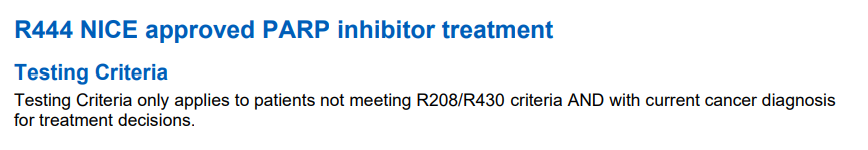 R444 NICE approved PARP inhibitor treatment
Testing Criteria
Testing Criteria only applies to patients not meeting R208/R430 criteria AND with current cancer diagnosis
for treatment decisions.